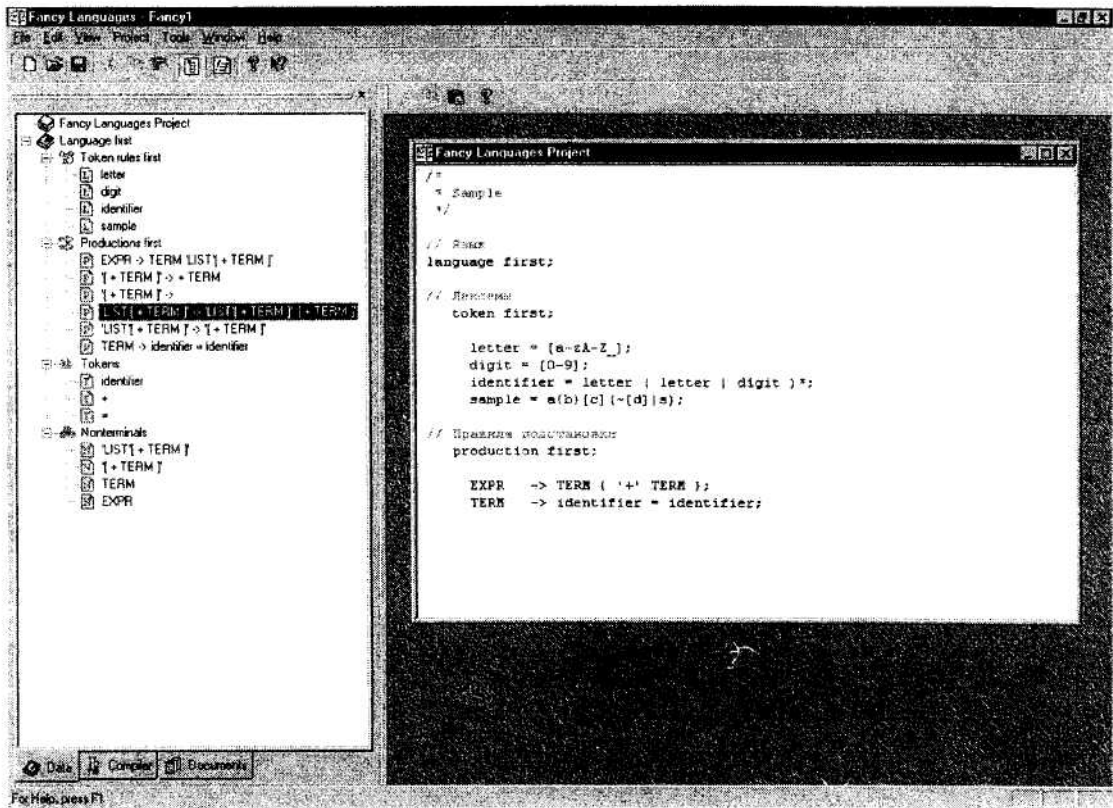 Fancy Languages - Fancy1
File Edit View Project Tools Window Help
Fancy Languages Project
Language first
Token rules first
letter
digit
identifier
sample
Productions first
EXPR -> TERM 'LIST'[ + TERM ]'
'[ + TERM ]' -> + TERM
'[ + TERM ]' ->
'LIST'[ + TERM ]' -> 'LIST'[ + TERM ]' '[ + TERM ]'
'LIST'[ + TERM ]' -> '[ + TERM ]'
TERM -> identifier = identifier
Tokens
identifier
+
=
Nonterminals
'LIST'[ + TERM ]'
'[ + TERM ]'
TERM
EXPR
Data Compiler Documents
For Help, press F1
Fancy Languages Project
/*
* Sample
*/
// Язык
language first;
// Лексемы
token first;
letter = [a-zA-Z_];
digit = [0-9];
identifier = letter ( letter | digit )*;
sample = a(b)[c](~[d]|s);
// Правила подстановки
production first;
EXPR -> TERM { '+' TERM };
TERM -> identifier = identifier;